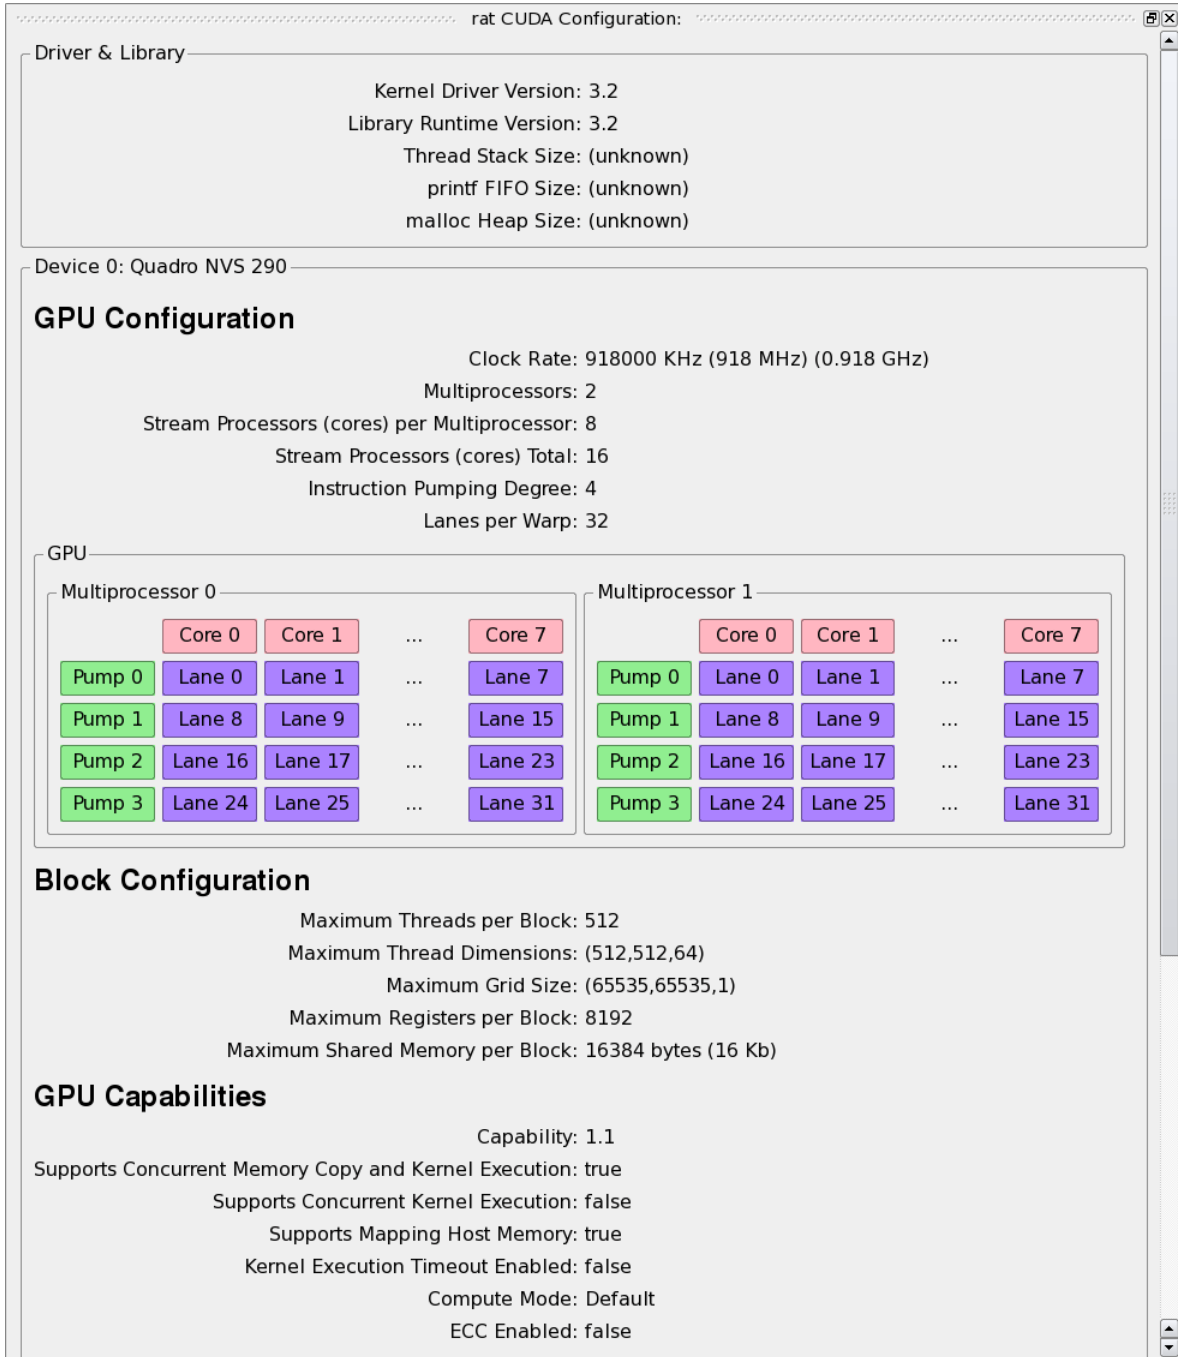 rat CUDA Configuration:
Driver & Library
Kernel Driver Version: 3.2
Library Runtime Version: 3.2
Thread Stack Size: (unknown)
printf FIFO Size: (unknown)
malloc Heap Size: (unknown)
Device 0: Quadro NVS 290
GPU Configuration
Clock Rate: 918000 KHz (918 MHz) (0.918 GHz)
Multiprocessors: 2
Stream Processors (cores) per Multiprocessor: 8
Stream Processors (cores) Total: 16
Instruction Pumping Degree: 4
Lanes per Warp: 32
GPU
Multiprocessor 0
Core 0 Core 1 ... Core 7
Pump 0 Lane 0 Lane 1 ... Lane 7
Pump 1 Lane 8 Lane 9 ... Lane 15
Pump 2 Lane 16 Lane 17 ... Lane 23
Pump 3 Lane 24 Lane 25 ... Lane 31
Multiprocessor 1
Core 0 Core 1 ... Core 7
Pump 0 Lane 0 Lane 1 ... Lane 7
Pump 1 Lane 8 Lane 9 ... Lane 15
Pump 2 Lane 16 Lane 17 ... Lane 23
Pump 3 Lane 24 Lane 25 ... Lane 31
Block Configuration
Maximum Threads per Block: 512
Maximum Thread Dimensions: (512,512,64)
Maximum Grid Size: (65535,65535,1)
Maximum Registers per Block: 8192
Maximum Shared Memory per Block: 16384 bytes (16 Kb)
GPU Capabilities
Capability: 1.1
Supports Concurrent Memory Copy and Kernel Execution: true
Supports Concurrent Kernel Execution: false
Supports Mapping Host Memory: true
Kernel Execution Timeout Enabled: false
Compute Mode: Default
ECC Enabled: false